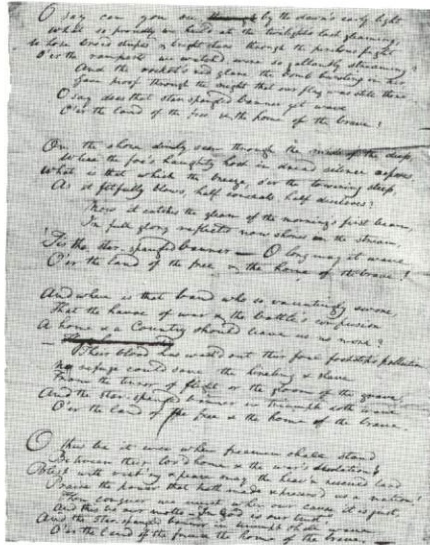 O say can you see by the dawn's early light
What so proudly we hail'd at the twilight's last gleaming,
Whose broad stripes & bright stars through the perilous fight
O'er the ramparts we watch'd, were so gallantly streaming?
And the rocket's red glare, the bomb bursting in air,
Gave proof through the night that our flag was still there,
O say does that star-spangled banner yet wave
O'er the land of the free & the home of the brave?
On the shore dimly seen through the mists of the deep,
Where the foe's haughty host in dread silence reposes,
What is that which the breeze, o'er the towering steep,
As it fitfully blows, half conceals, half discloses?
Now it catches the gleam of the morning's first beam,
In full glory reflected now shines in the stream,
'Tis the star-spangled banner — O long may it wave
O'er the land of the free & the home of the brave!
And where is that band who so vauntingly swore,
That the havoc of war & the battle's confusion
A home & a Country should leave us no more?
Their blood has wash'd out their foul footsteps pollution
No refuge could save the hireling & slave
From the terror of flight or the gloom of the grave,
And the star-spangled banner in triumph doth wave
O'er the land of the free & the home of the brave.
O thus be it ever when freemen shall stand
Between their lov'd home & the war's desolation!
Blest with vict'ry & peace may the heav'n rescued land
Praise the power that hath made & preserv'd us a nation!
Then conquer we must, when our cause it is just,
And this be our motto — In God is our trust,
And the star-spangled banner in triumph shall wave
O'er the land of the free & the home of the brave. —